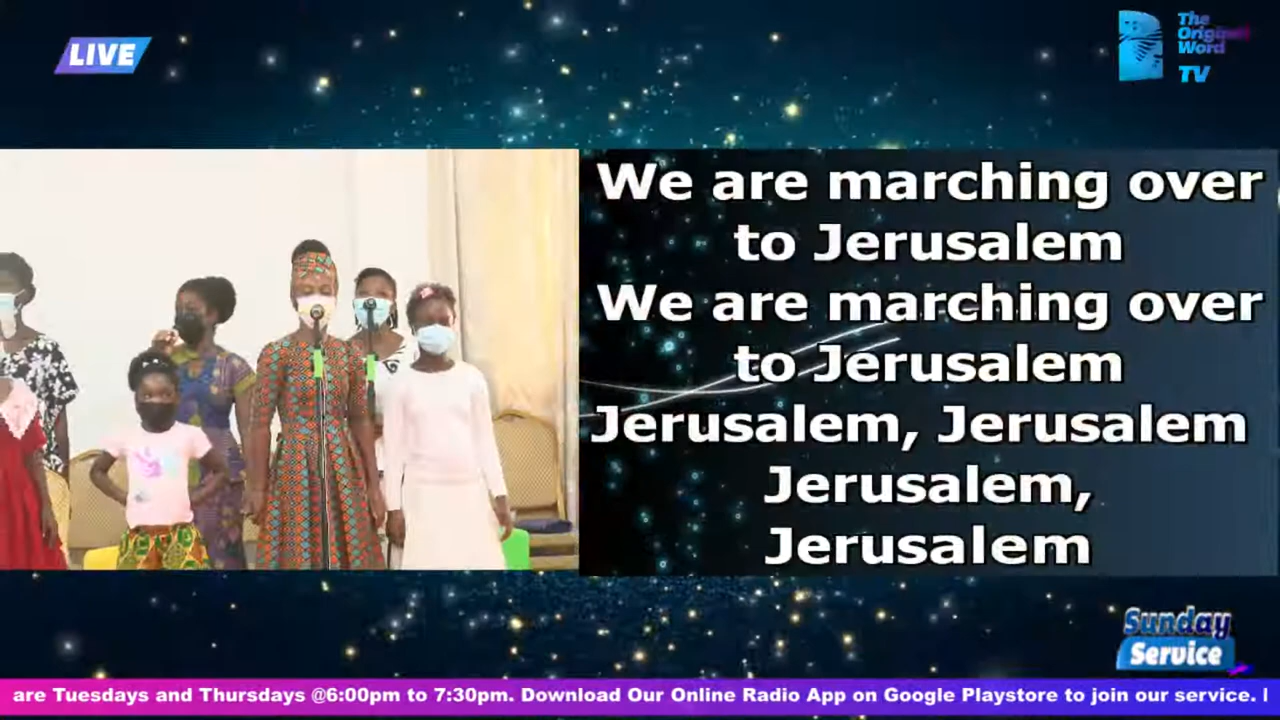 LIVE
The
Original
Word
TV
We are marching over
to Jerusalem
We are marching over
to Jerusalem
Jerusalem, Jerusalem
Jerusalem,
Jerusalem
Sunday
Service
are Tuesdays and Thursdays @6:00pm to 7:30pm. Download Our Online Radio App on Google Playstore to join our service.